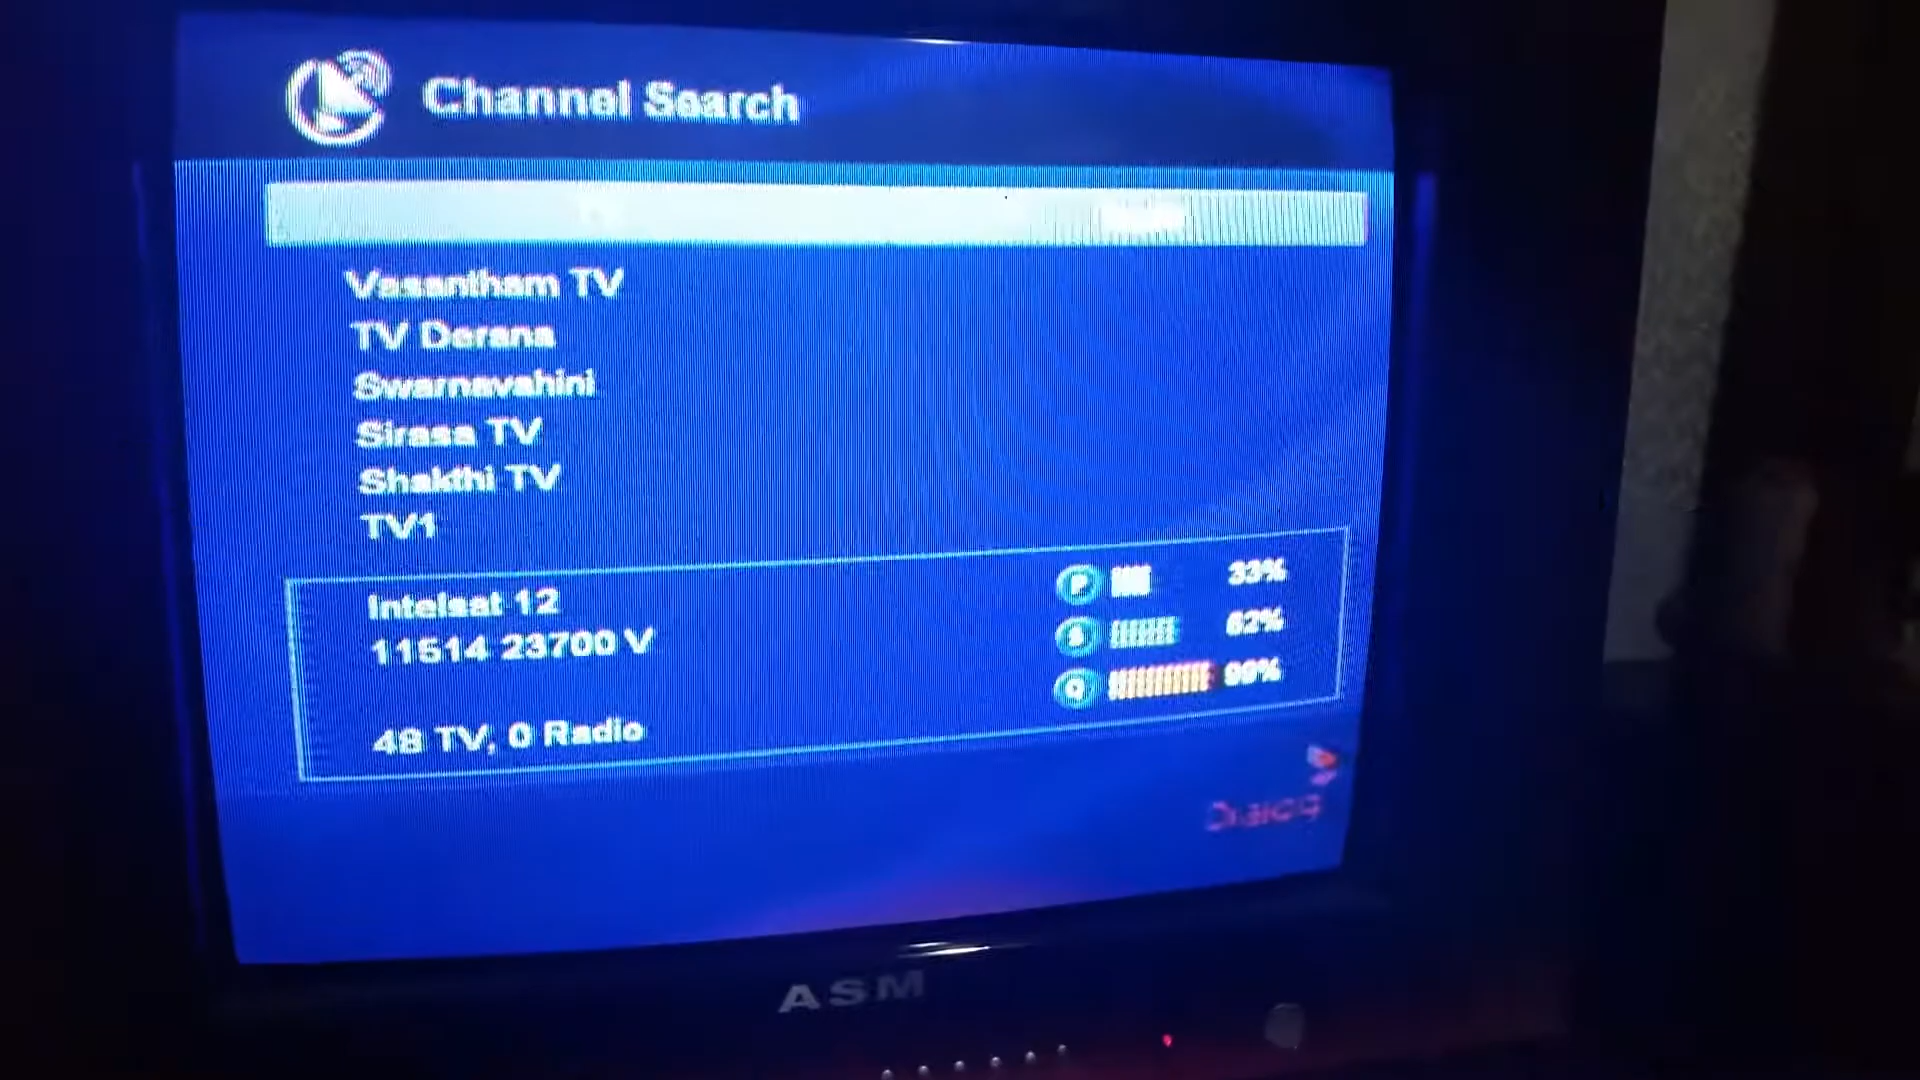 Channel Search
Vasantham TV
TV Derana
Swarnavahini
Sirasa TV
Shakthi TV
TV1
Intelsat 12
11514 23700 V
48 TV, 0 Radio
P 33%
S 62%
Q 99%
Dialog
ASM